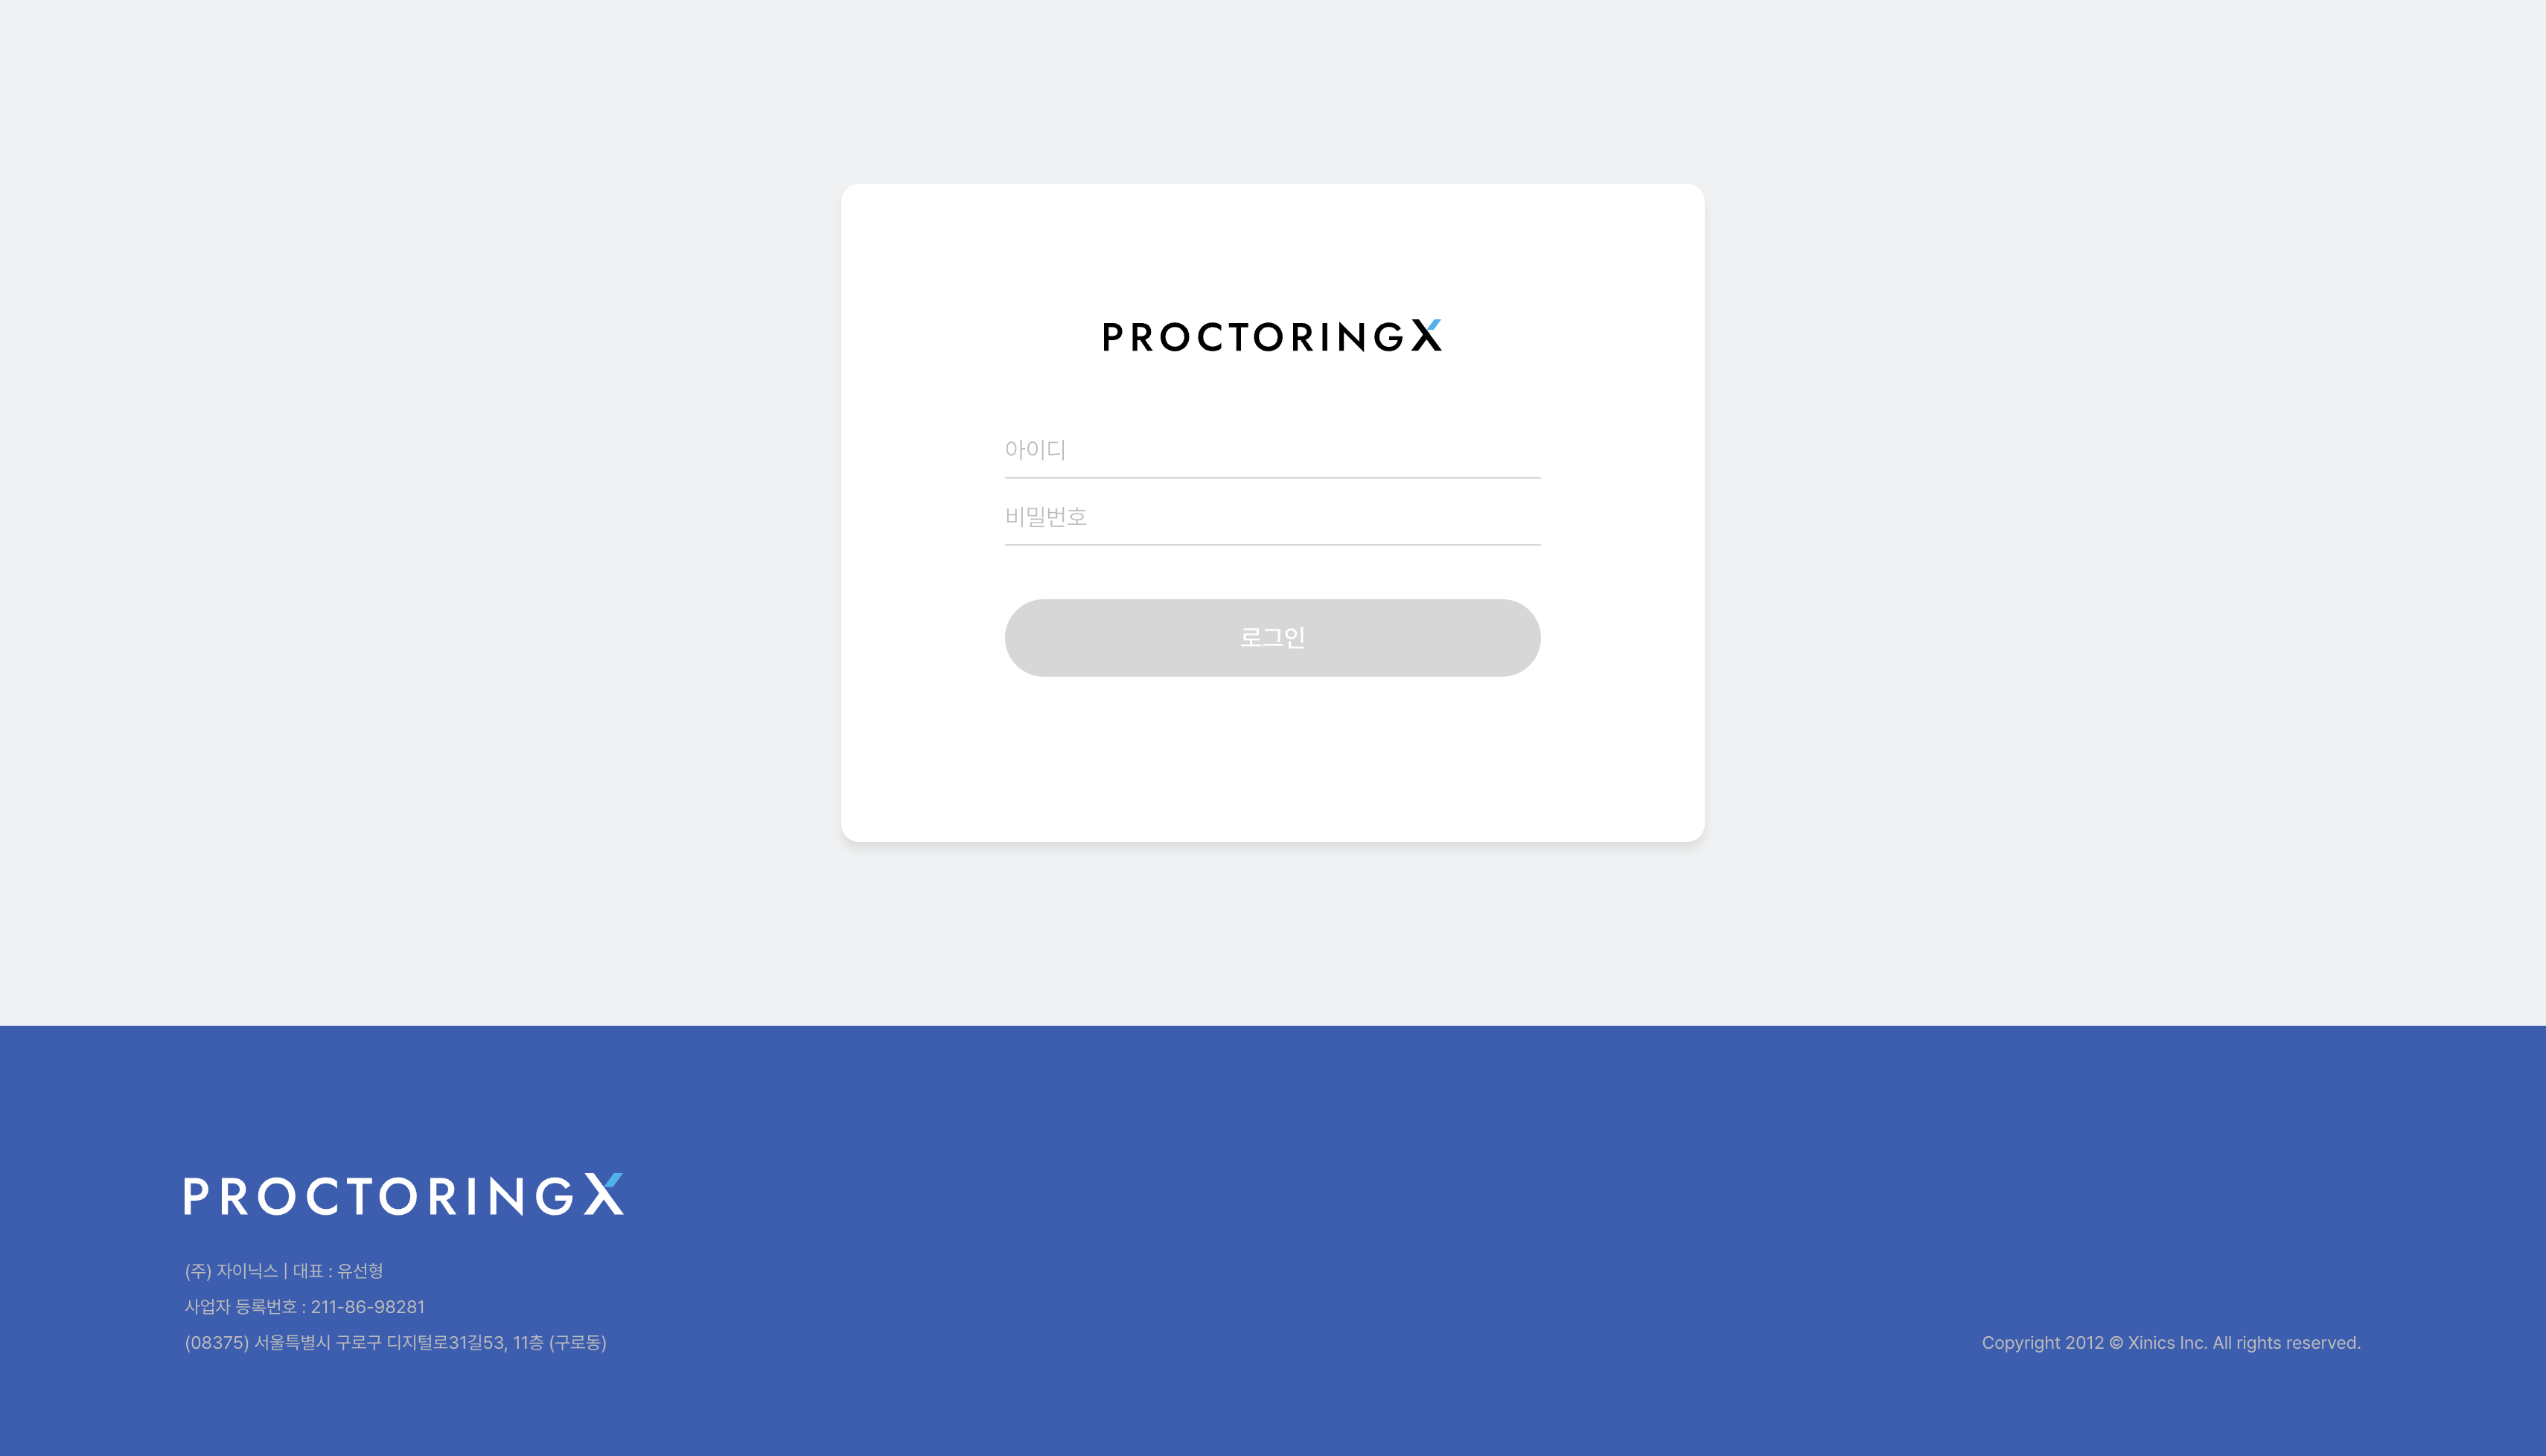 PROCTORINGX
아이디
비밀번호
로그인
PROCTORINGX
(주) 자이닉스 | 대표 : 유선형
사업자 등록번호 : 211-86-98281
(08375) 서울특별시 구로구 디지털로31길53, 11층 (구로동)
Copyright 2012 © Xinics Inc. All rights reserved.